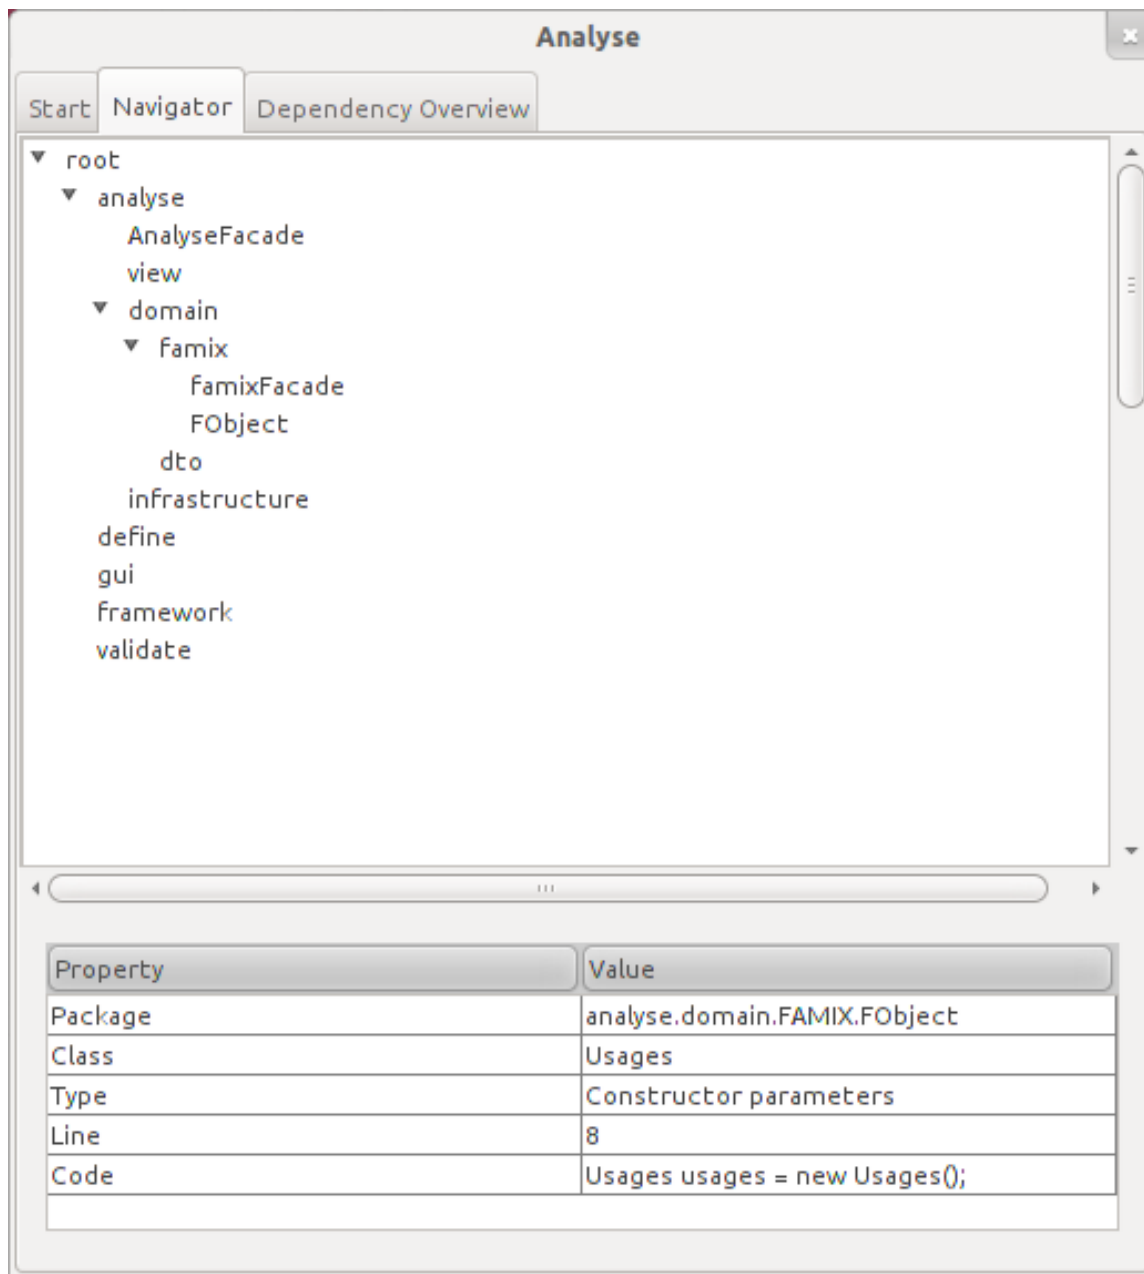 Analyse
Start Navigator Dependency Overview
root
analyse
AnalyseFacade
view
domain
famix
famixFacade
FObject
dto
infrastructure
define
gui
framework
validate
Property Value
Package analyse.domain.FAMIX.FObject
Class Usages
Type Constructor parameters
Line 8
Code Usages usages = new Usages();